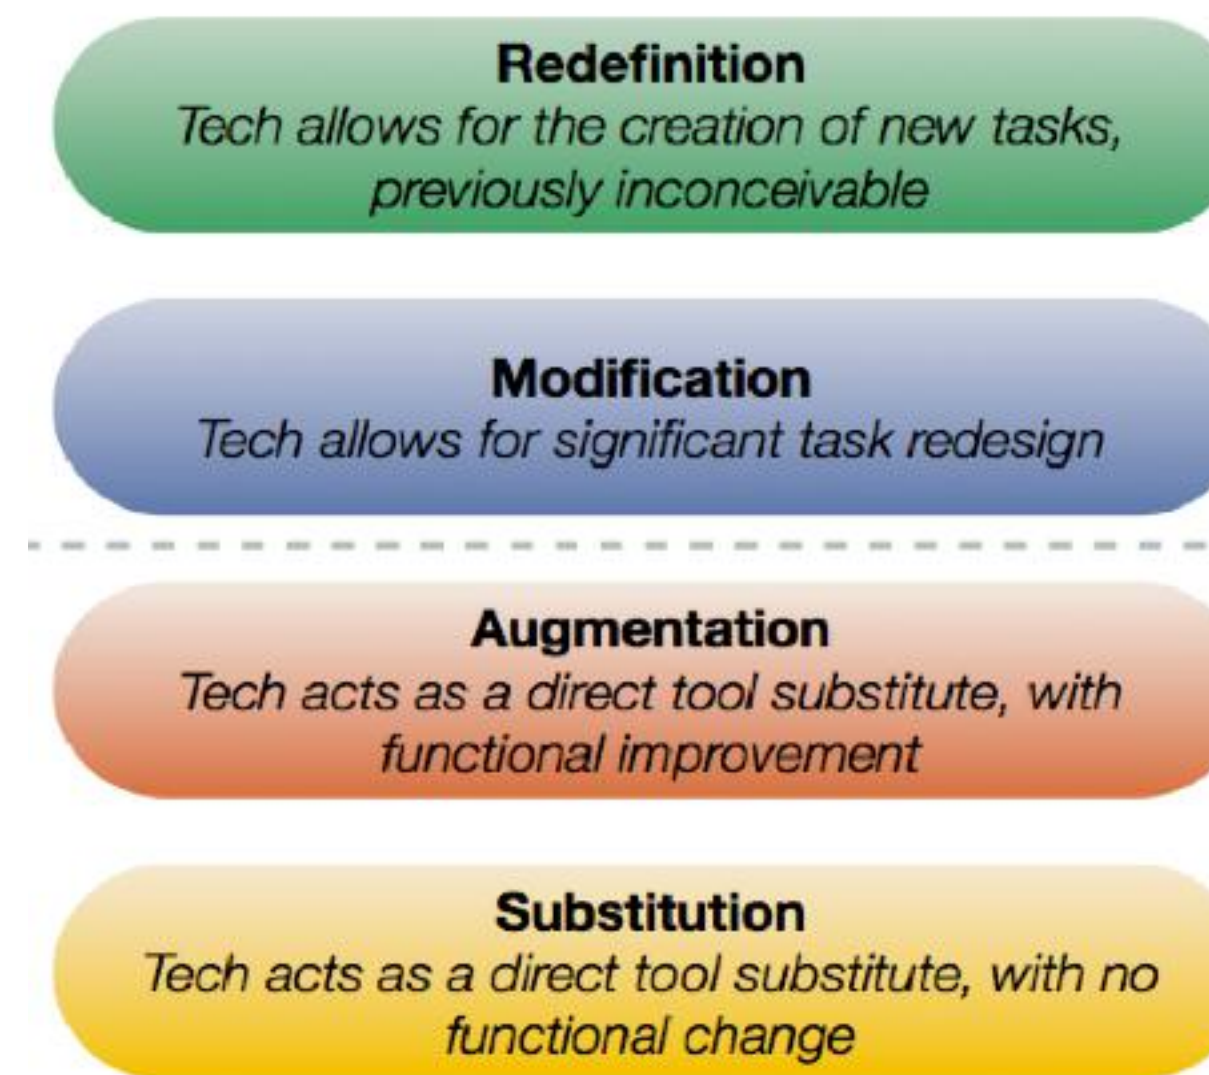 Redefinition
Tech allows for the creation of new tasks,
previously inconceivable
Modification
Tech allows for significant task redesign
Augmentation
Tech acts as a direct tool substitute, with
functional improvement
Substitution
Tech acts as a direct tool substitute, with no
functional change